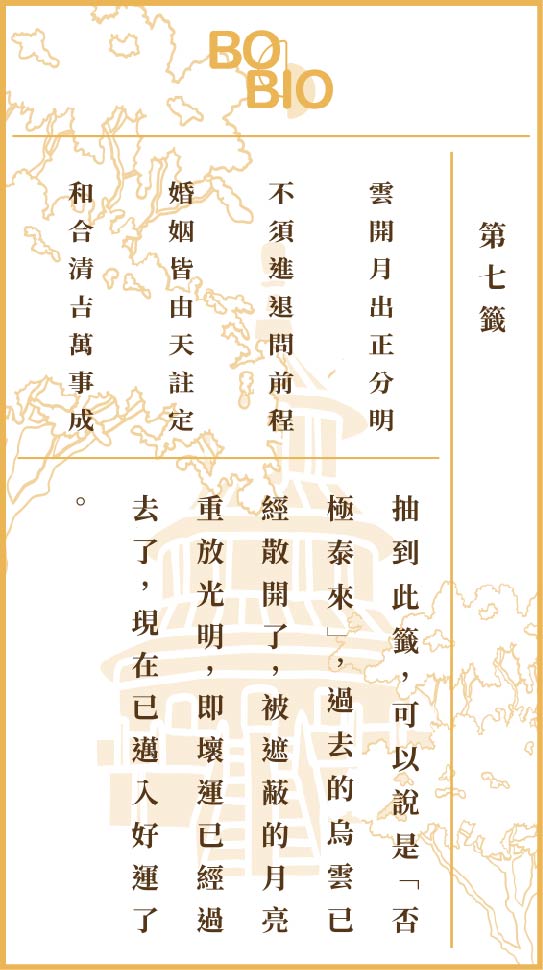 BO
BIO
第七籤
雲開月出正分明
不須進退問前程
婚姻皆由天註定
和合清吉萬事成
抽到此籤，可以說是「否
極泰來」，過去的烏雲已
經散開了，被遮蔽的月亮
重放光明，即壞運已經過
去了，現在已邁入好運了
。